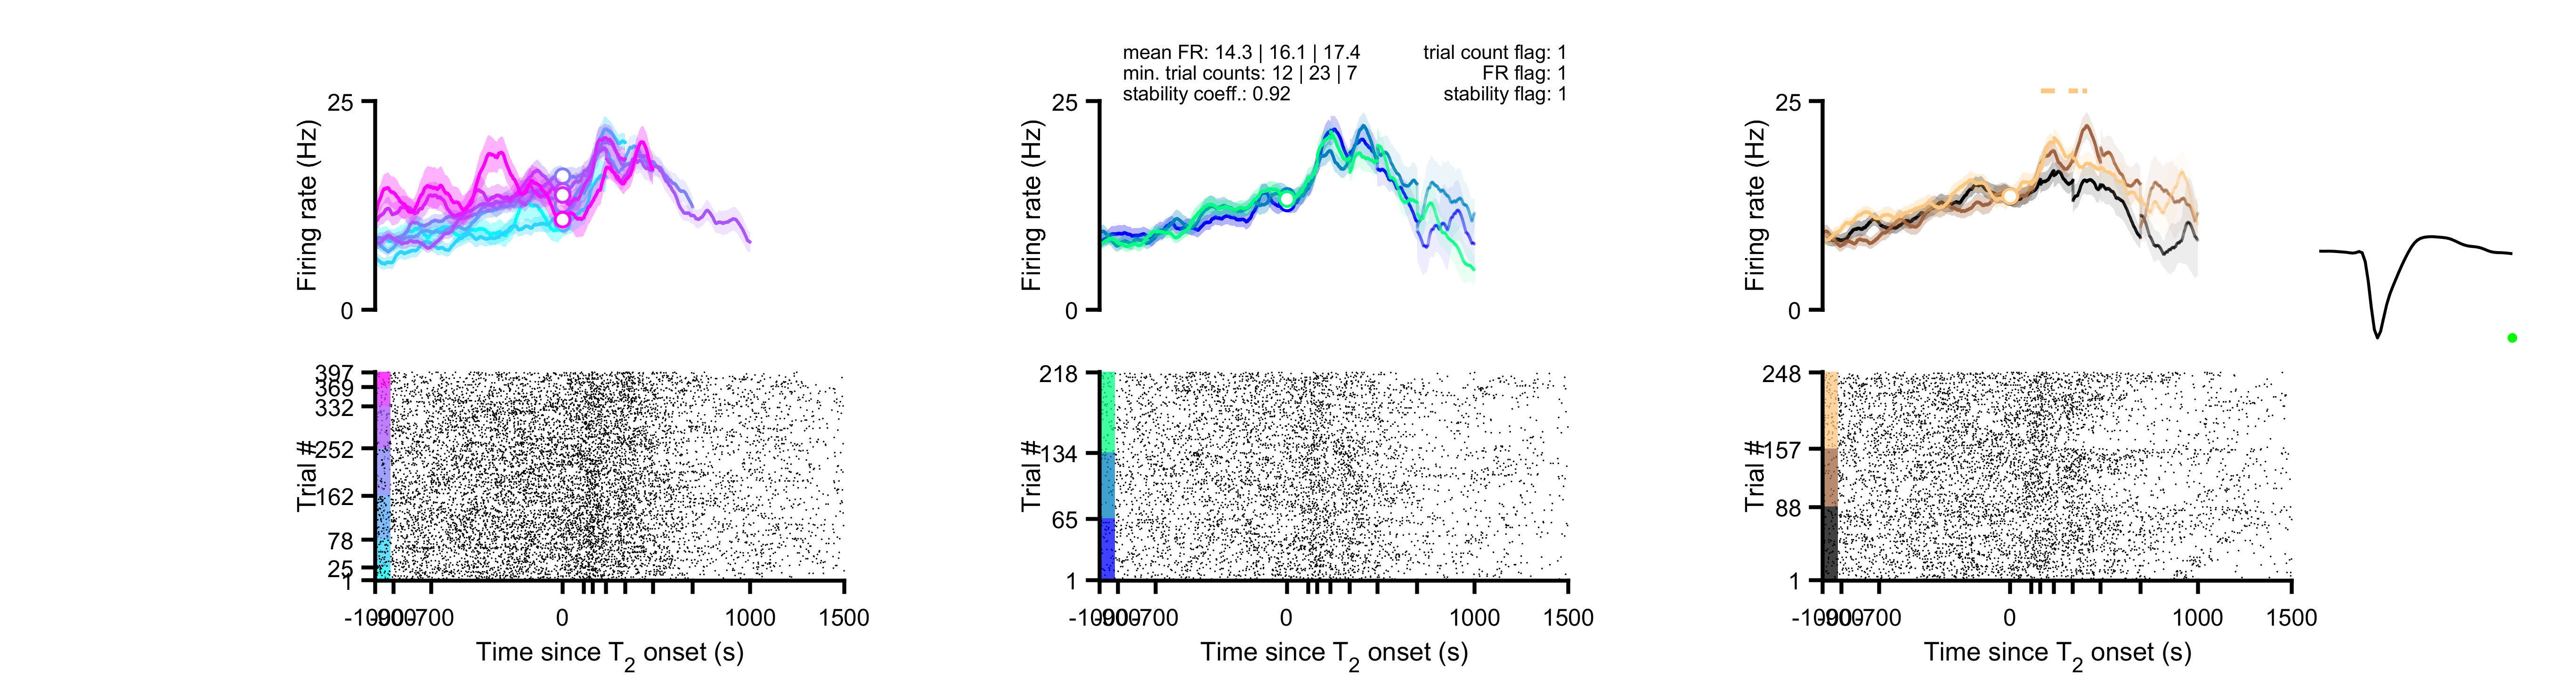 mean FR: 14.3 | 16.1 | 17.4
min. trial counts: 12 | 23 | 7
stability coeff.: 0.92
trial count flag: 1
FR flag: 1
stability flag: 1
25
0
Firing rate (Hz)
25
0
Firing rate (Hz)
25
0
Firing rate (Hz)
397
369
332
252
162
78
25
1
Trial #
-1000
-900
-700
0
1000
1500
Time since T2 onset (s)
218
134
65
1
Trial #
-1000
-900
-700
0
1000
1500
Time since T2 onset (s)
248
157
88
1
Trial #
-1000
-900
-700
0
1000
1500
Time since T2 onset (s)